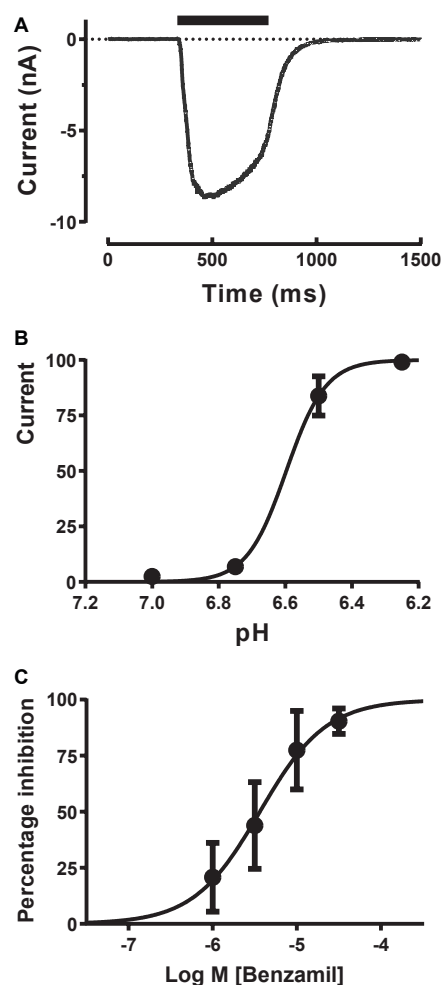 A
Current (nA)
0
-5
-10
0 500 1000 1500
Time (ms)
B
Current
100
75
50
25
0
7.2 7.0 6.8 6.6 6.4 6.2
pH
C
Percentage inhibition
100
75
50
25
0
-7 -6 -5 -4
Log M [Benzamil]